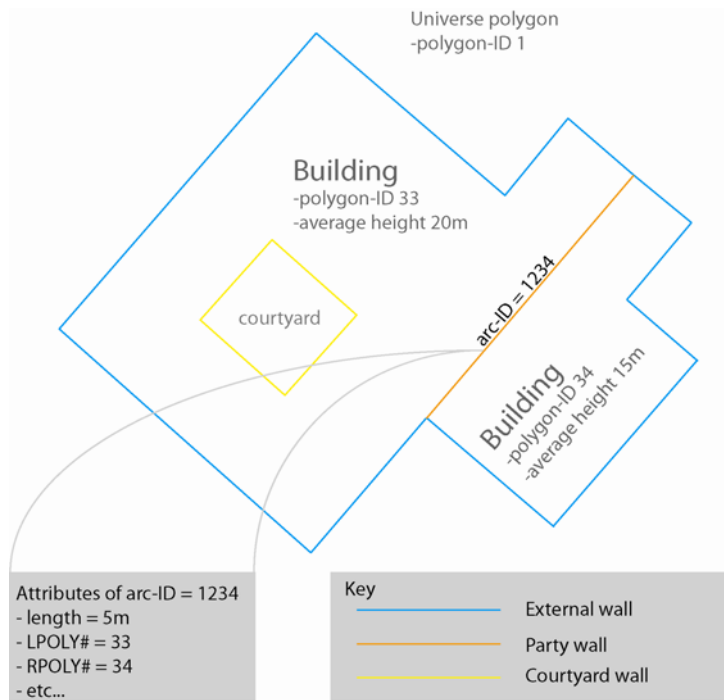 Universe polygon
-polygon-ID 1
Building
-polygon-ID 33
-average height 20m
courtyard
arc-ID = 1234
Building
-polygon-ID 34
-average height 15m
Attributes of arc-ID = 1234
- length = 5m
- LPOLY# = 33
- RPOLY# = 34
- etc...
Key
External wall
Party wall
Courtyard wall